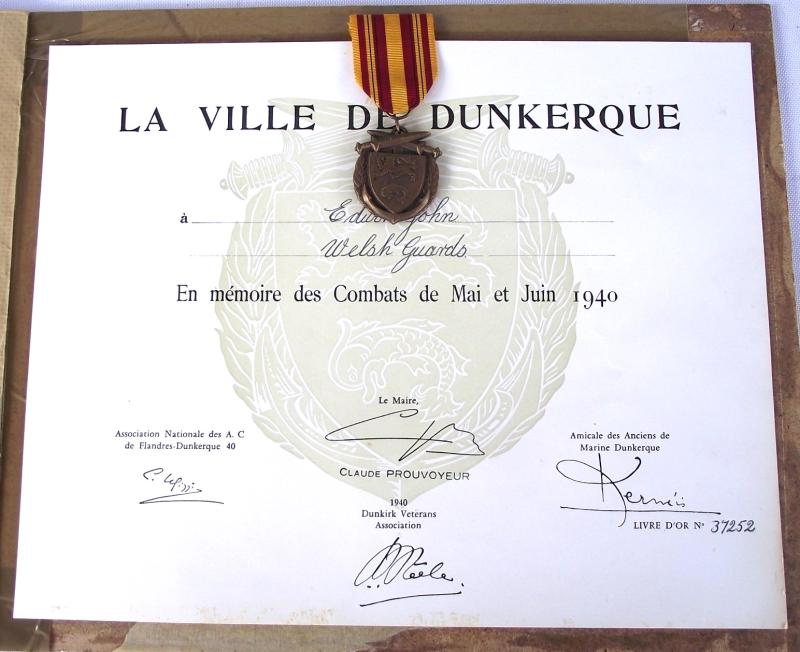 LA VILLE DE DUNKERQUE
à
John
Welsh Guards
En mémoire des Combats de Mai et Juin 1940
Association Nationale des A. C.
de Flandres-Dunkerque 40
Le Maire,
CLAUDE PROUVOYEUR
1940
Dunkirk Veterans
Association
Amicale des Anciens de
Marine Dunkerque
LIVRE D'OR Nº 37252